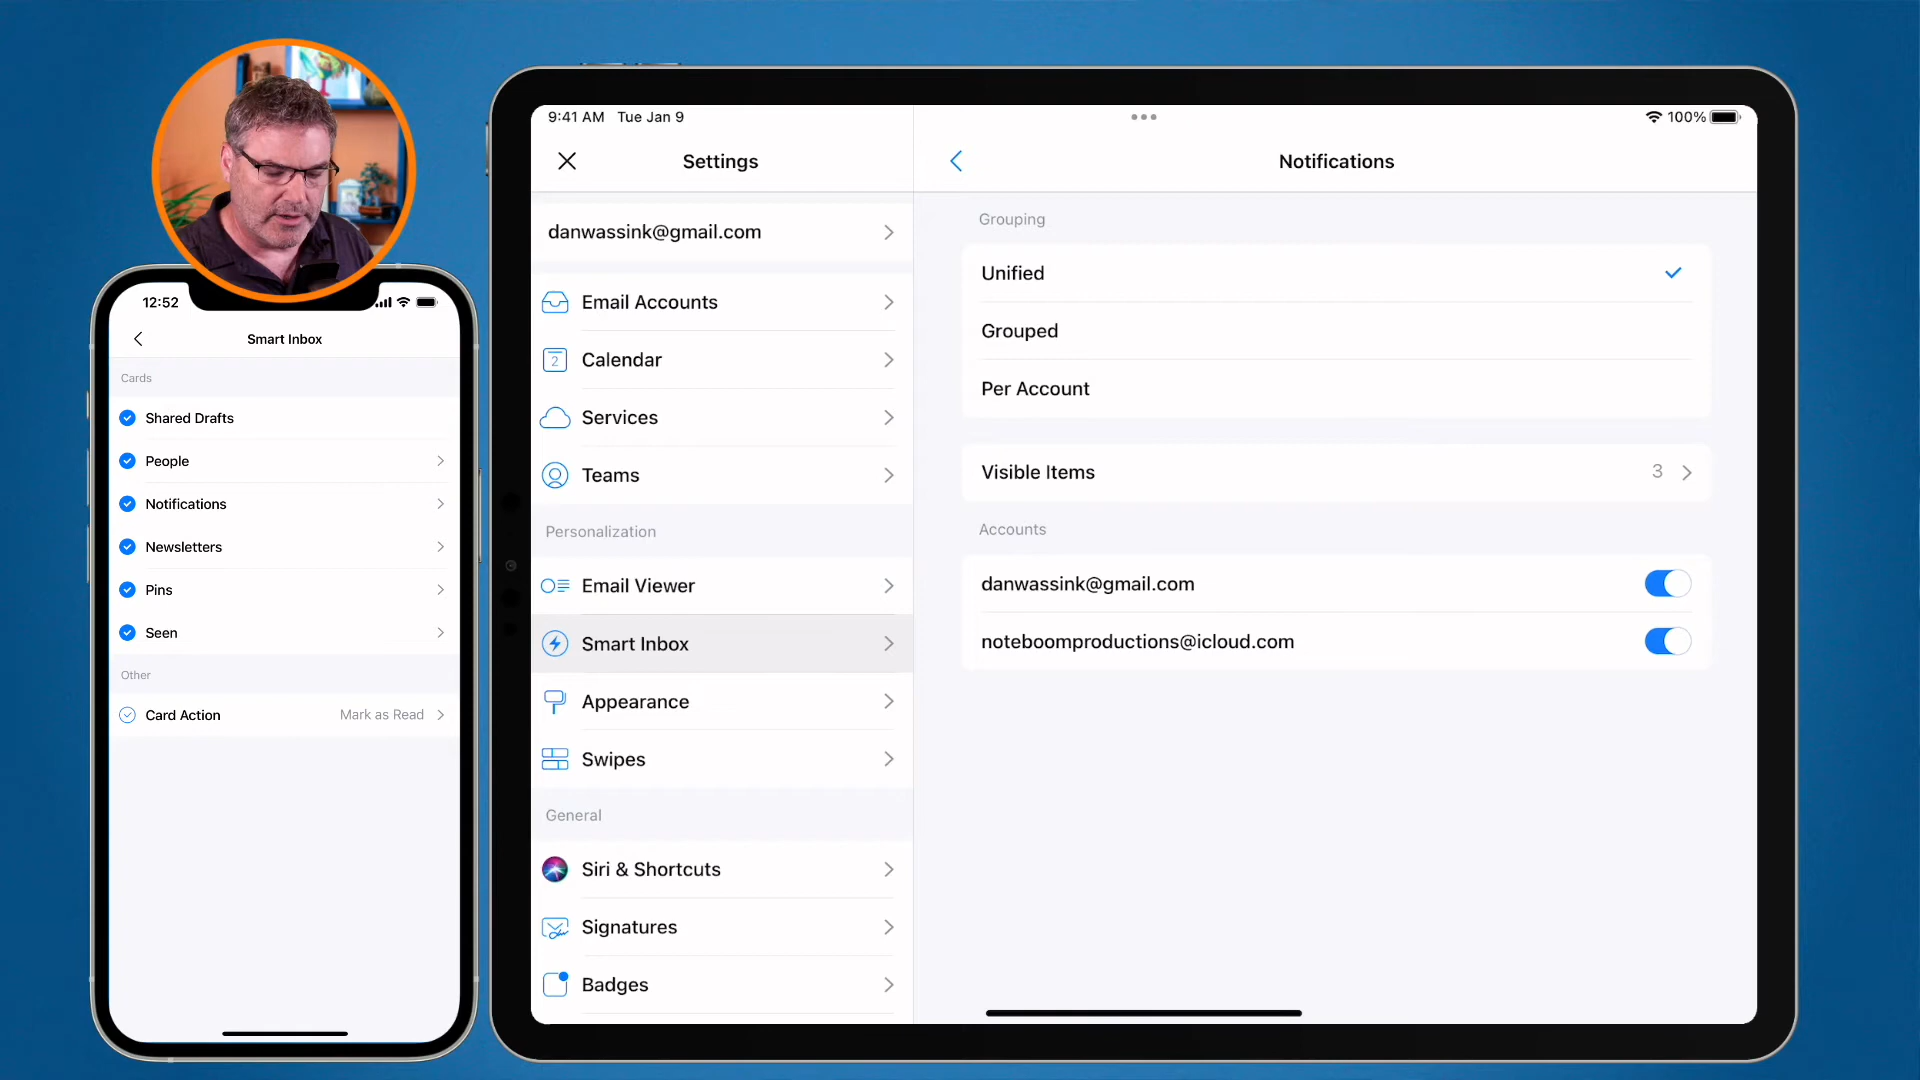 12:52
Smart Inbox
Cards
Shared Drafts
People
Notifications
Newsletters
Pins
Seen
Other
Card Action Mark as Read
9:41 AM Tue Jan 9
100%
Settings
danwassink@gmail.com
Email Accounts
2
Calendar
Services
Teams
Personalization
Email Viewer
Smart Inbox
Appearance
Swipes
General
Siri & Shortcuts
Signatures
Badges
Notifications
Grouping
Unified
Grouped
Per Account
Visible Items 3
Accounts
danwassink@gmail.com
noteboomproductions@icloud.com